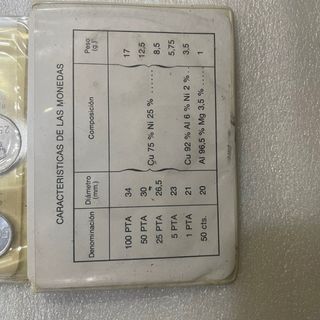 CARACTERISTICAS DE LAS MONEDAS
Denominación Diámetro (mm.) Composición Peso (g.)
100 PTA 34 17
50 PTA 30 12,5
25 PTA 26,5 Cu 75 % Ni 25 % ...... 8,5
5 PTA 23 5,75
1 PTA 21 Cu 92 % Al 6 % Ni 2 % . 3,5
50 cts. 20 Al 96,5 % Mg 3,5 % ...... 1